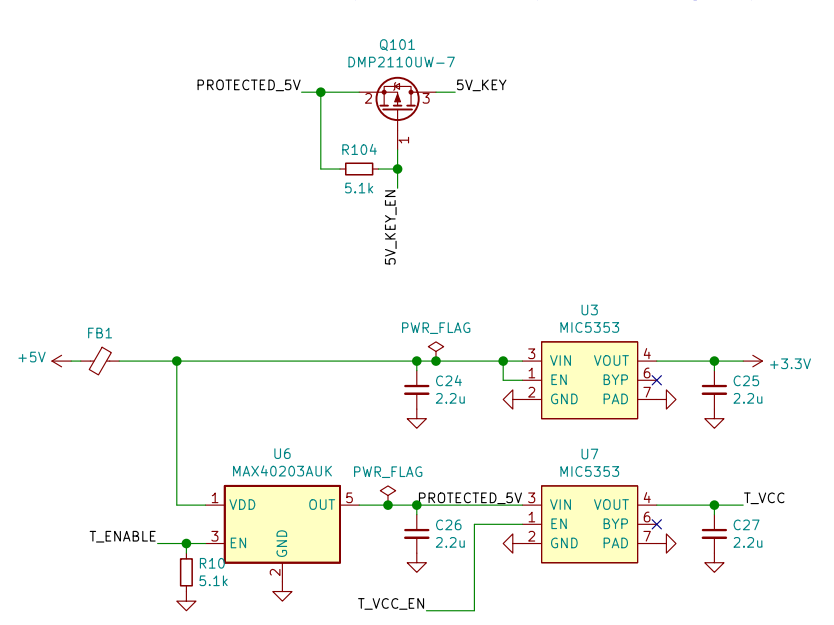 Q101
DMP2110UW-7
PROTECTED_5V
2
3
5V_KEY
1
R104
5.1k
5V_KEY_EN
U3
MIC5353
FB1
PWR_FLAG
+5V
3 VIN VOUT 4
+3.3V
1 EN BYP 6
2 GND PAD 7
C24
2.2u
C25
2.2u
U6
MAX40203AUK
PWR_FLAG
U7
MIC5353
1 VDD OUT 5
PROTECTED_5V
3 VIN VOUT 4
T_VCC
T_ENABLE
3 EN
GND
2
1 EN BYP 6
2 GND PAD 7
C26
2.2u
C27
2.2u
R10
5.1k
T_VCC_EN